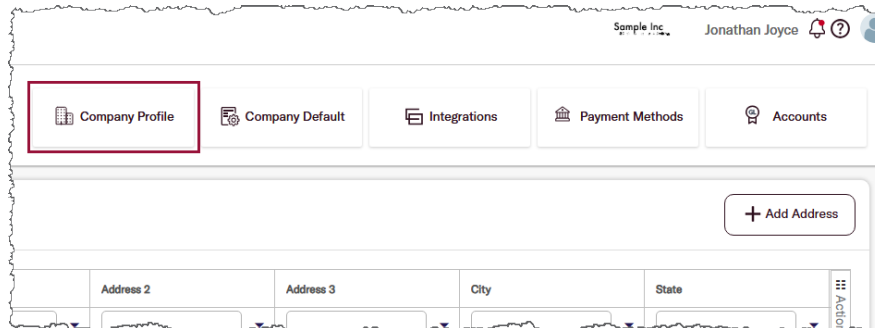 Sample Inc
Jonathan Joyce
Company Profile
Company Default
Integrations
Payment Methods
GL
Accounts
+ Add Address
Address 2
Address 3
City
State